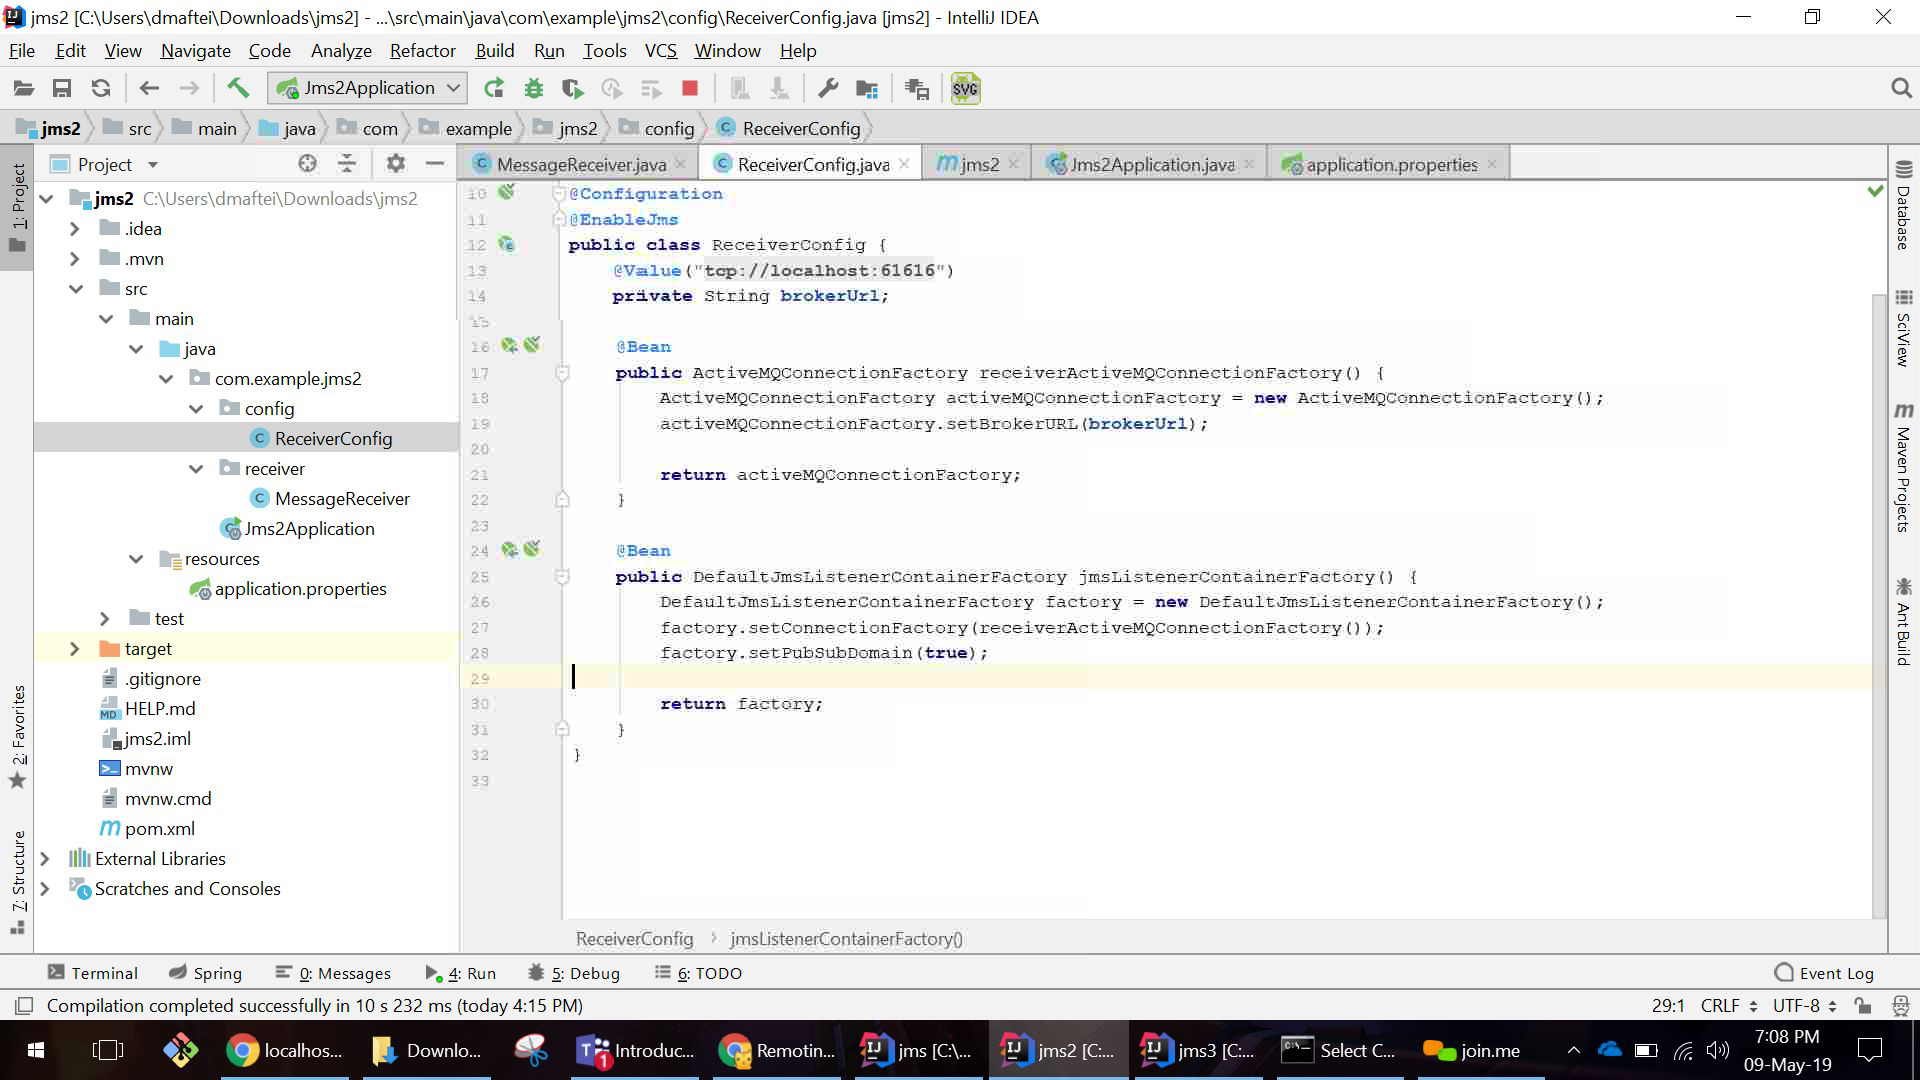 jms2 [C:\Users\dmaftei\Downloads\jms2] - ...\src\main\java\com\example\jms2\config\ReceiverConfig.java [jms2] - IntelliJ IDEA
File Edit View Navigate Code Analyze Refactor Build Run Tools VCS Window Help
Jms2Application
SVG
jms2 src main java com example jms2 config ReceiverConfig
Project
MessageReceiver.java ReceiverConfig.java jms2 Jms2Application.java application.properties
1: Project
2: Favorites
7: Structure
jms2 C:\Users\dmaftei\Downloads\jms2
.idea
.mvn
src
main
java
com.example.jms2
config
ReceiverConfig
receiver
MessageReceiver
Jms2Application
resources
application.properties
test
target
.gitignore
HELP.md
jms2.iml
mvnw
mvnw.cmd
pom.xml
External Libraries
Scratches and Consoles
10 @Configuration
11 @EnableJms
12 public class ReceiverConfig {
13 @Value("tcp://localhost:61616")
14 private String brokerUrl;
15
16 @Bean
17 public ActiveMQConnectionFactory receiverActiveMQConnectionFactory() {
18 ActiveMQConnectionFactory activeMQConnectionFactory = new ActiveMQConnectionFactory();
19 activeMQConnectionFactory.setBrokerURL(brokerUrl);
20
21 return activeMQConnectionFactory;
22 }
23
24 @Bean
25 public DefaultJmsListenerContainerFactory jmsListenerContainerFactory() {
26 DefaultJmsListenerContainerFactory factory = new DefaultJmsListenerContainerFactory();
27 factory.setConnectionFactory(receiverActiveMQConnectionFactory());
28 factory.setPubSubDomain(true);
29
30 return factory;
31 }
32 }
33
ReceiverConfig jmsListenerContainerFactory()
Database
SciView
Maven Projects
Ant Build
Terminal Spring 0: Messages 4: Run 5: Debug 6: TODO Event Log
Compilation completed successfully in 10 s 232 ms (today 4:15 PM) 29:1 CRLF UTF-8
localhos... Downlo... 1 Introduc... Remotin... jms [C:\... jms2 [C:... jms3 [C:... Select C... join.me
7:08 PM
09-May-19